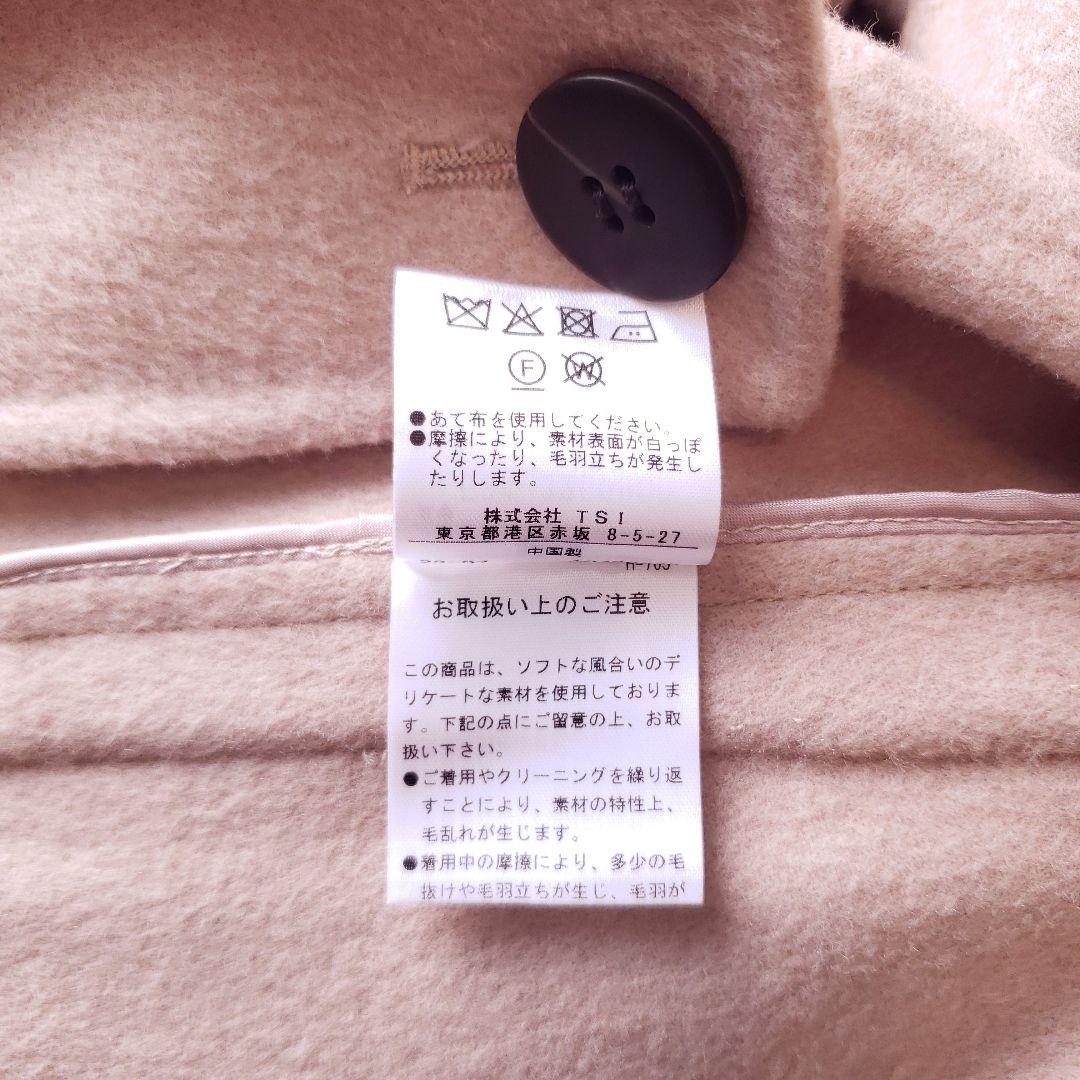 F
W
●あて布を使用してください。
●摩擦により、素材表面が白っぽ
くなったり、毛羽立ちが発生し
たりします。
株式会社 TSI
東京都港区赤坂 8-5-27
中国製
お取扱い上のご注意
この商品は、ソフトな風合いのデ
リケートな素材を使用しておりま
す。下記の点にご留意の上、お取
扱い下さい。
●ご着用やクリーニングを繰り返
すことにより、素材の特性上、
毛乱れが生じます。
●着用中の摩擦により、多少の毛
抜けや毛羽立ちが生じ、毛羽が